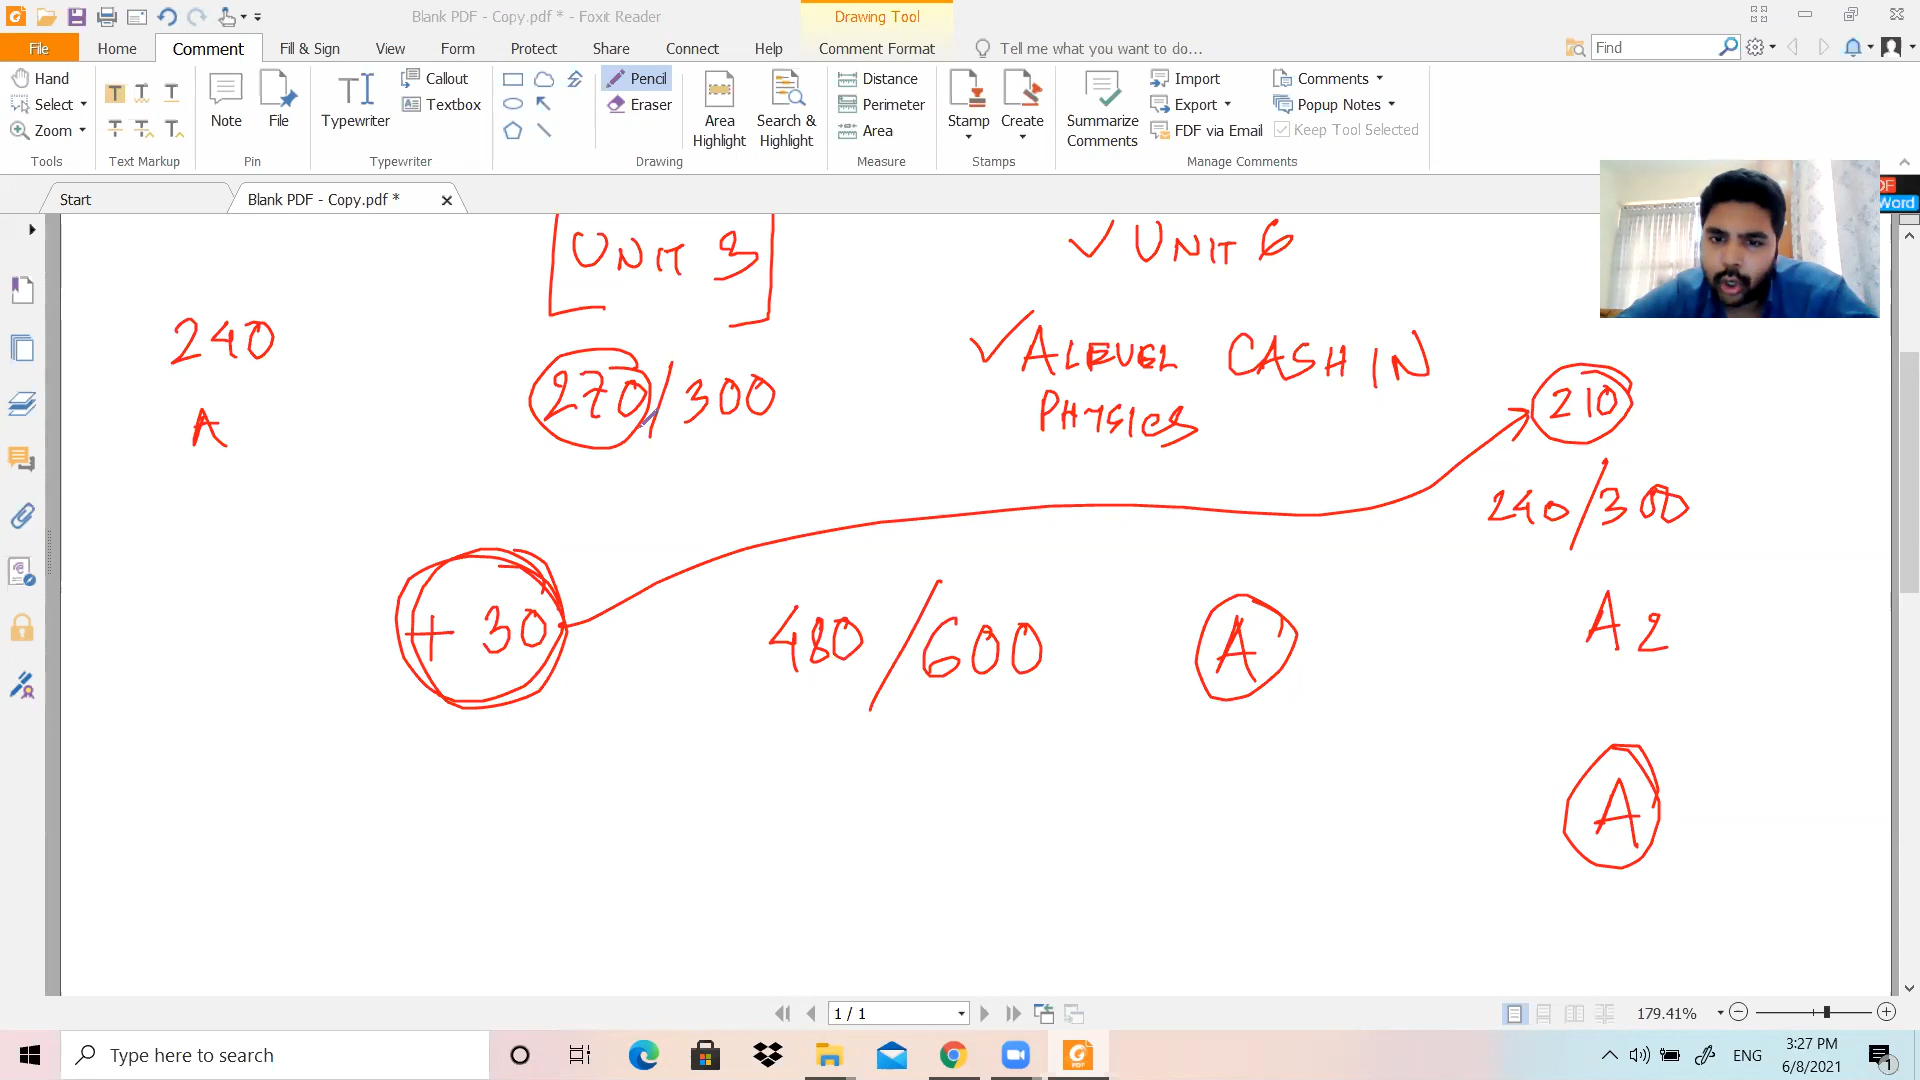 Blank PDF - Copy.pdf * - Foxit Reader
Drawing Tool
File Home Comment Fill & Sign View Form Protect Share Connect Help Comment Format Tell me what you want to do... Find
Hand
Select
Zoom
Tools
Text Markup
Note
File
Pin
Typewriter
Callout
Textbox
Typewriter
Pencil
Eraser
Area Highlight
Search & Highlight
Drawing
Distance
Perimeter
Area
Measure
Stamp
Create
Stamps
Summarize Comments
Import
Export
FDF via Email
Comments
Popup Notes
Keep Tool Selected
Manage Comments
Start
Blank PDF - Copy.pdf *
DF
Word
UNIT 3
✓ UNIT 6
240
A
270/300
✓ A LEVEL CASH IN
PHYSICS
210
240/300
+ 30
480/600
A
A2
A
1 / 1
179.41%
Type here to search
ENG
3:27 PM
6/8/2021
1